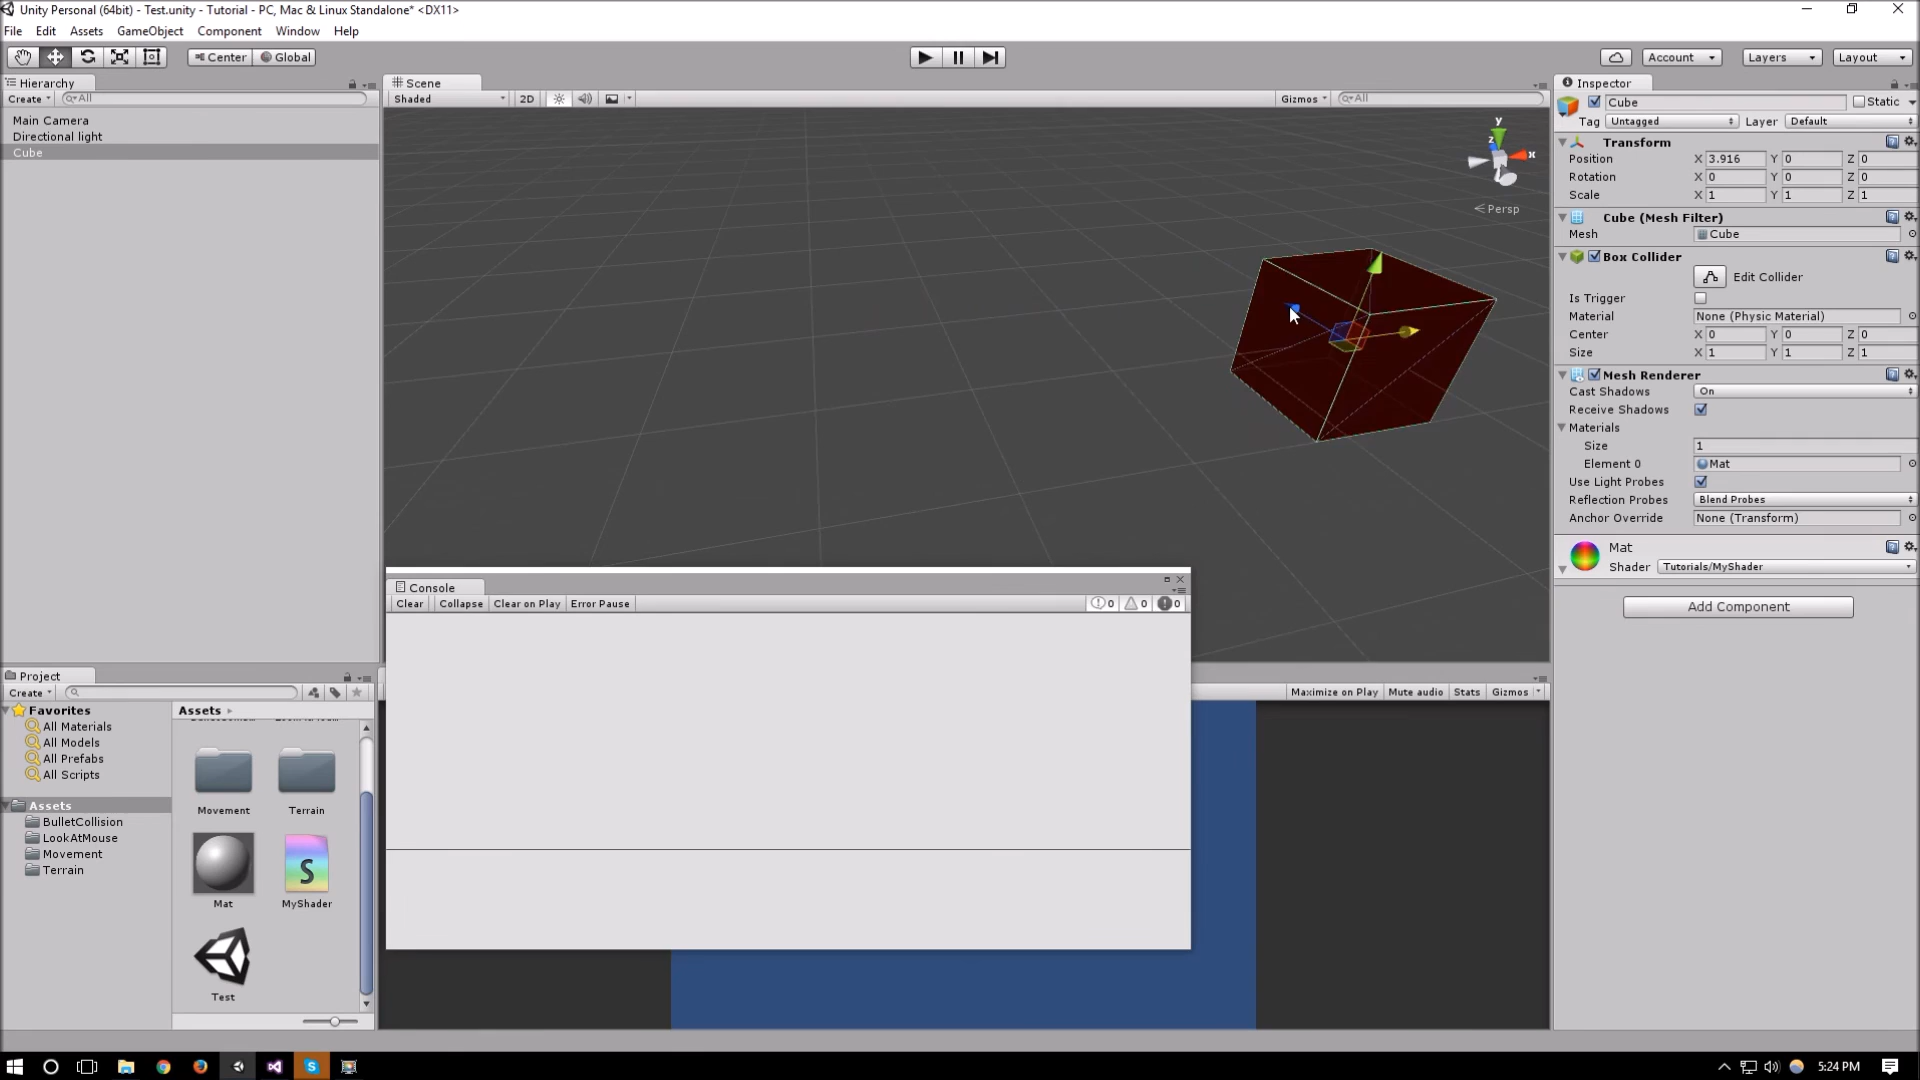 Unity Personal (64bit) - Test.unity - Tutorial - PC, Mac & Linux Standalone* <DX11>
File Edit Assets GameObject Component Window Help
Center Global Account Layers Layout
Hierarchy
Create All
Main Camera
Directional light
Cube
Scene
Shaded 2D Gizmos All
y
z
x
Persp
Inspector
Cube Static
Tag Untagged Layer Default
Transform
Position X 3.916 Y 0 Z 0
Rotation X 0 Y 0 Z 0
Scale X 1 Y 1 Z 1
Cube (Mesh Filter)
Mesh Cube
Box Collider
Edit Collider
Is Trigger
Material None (Physic Material)
Center X 0 Y 0 Z 0
Size X 1 Y 1 Z 1
Mesh Renderer
Cast Shadows On
Receive Shadows
Materials
Size 1
Element 0 Mat
Use Light Probes
Reflection Probes Blend Probes
Anchor Override None (Transform)
Mat
Shader Tutorials/MyShader
Add Component
Console
Clear Collapse Clear on Play Error Pause 0 0 0
Maximize on Play Mute audio Stats Gizmos
Project
Create
Favorites
All Materials
All Models
All Prefabs
All Scripts
Assets
BulletCollision
LookAtMouse
Movement
Terrain
Assets
Movement Terrain
Mat MyShader
S
Test
5:24 PM